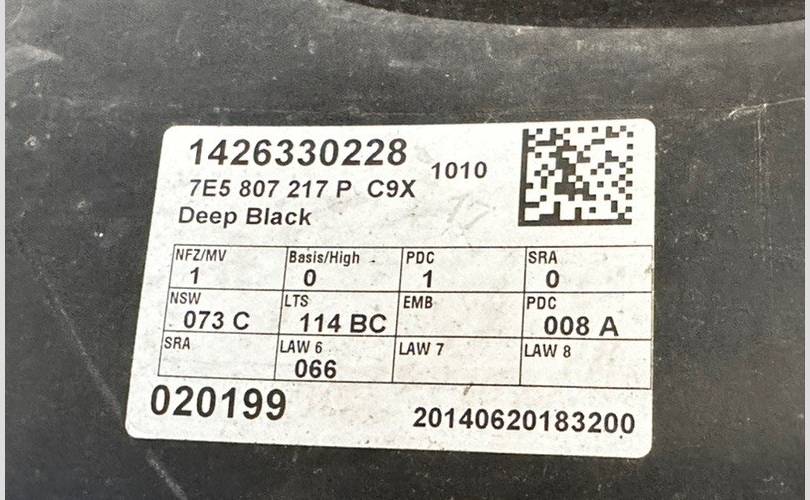 1426330228 1010
7E5 807 217 P C9X
Deep Black
NFZ/MV Basis/High PDC SRA
1 0 1 0
NSW LTS EMB PDC
073 C 114 BC 008 A
SRA LAW 6 LAW 7 LAW 8
066
020199 20140620183200